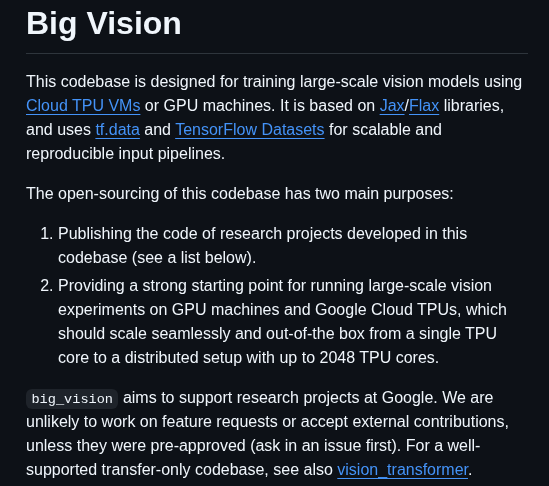 Big Vision
This codebase is designed for training large-scale vision models using
Cloud TPU VMs or GPU machines. It is based on Jax/Flax libraries,
and uses tf.data and TensorFlow Datasets for scalable and
reproducible input pipelines.
The open-sourcing of this codebase has two main purposes:
1. Publishing the code of research projects developed in this
codebase (see a list below).
2. Providing a strong starting point for running large-scale vision
experiments on GPU machines and Google Cloud TPUs, which
should scale seamlessly and out-of-the box from a single TPU
core to a distributed setup with up to 2048 TPU cores.
big_vision aims to support research projects at Google. We are
unlikely to work on feature requests or accept external contributions,
unless they were pre-approved (ask in an issue first). For a well-
supported transfer-only codebase, see also vision_transformer.